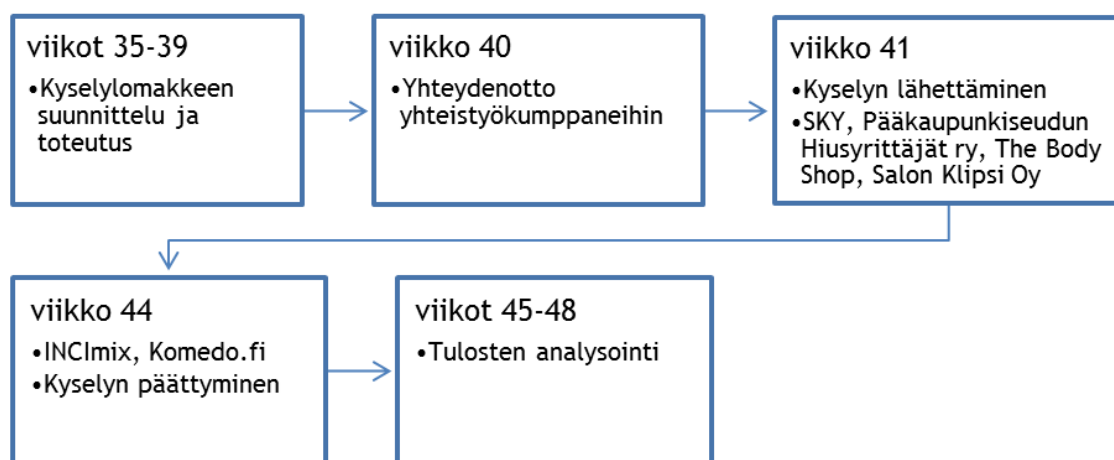 viikot 35-39
•Kyselylomakkeen
suunnittelu ja
toteutus
viikko 40
•Yhteydenotto
yhteistyökumppaneihin
viikko 41
•Kyselyn lähettäminen
•SKY, Pääkaupunkiseudun
Hiusyrittäjät ry, The Body
Shop, Salon Klipsi Oy
viikko 44
•INCImix, Komedo.fi
•Kyselyn päättyminen
viikot 45-48
•Tulosten analysointi